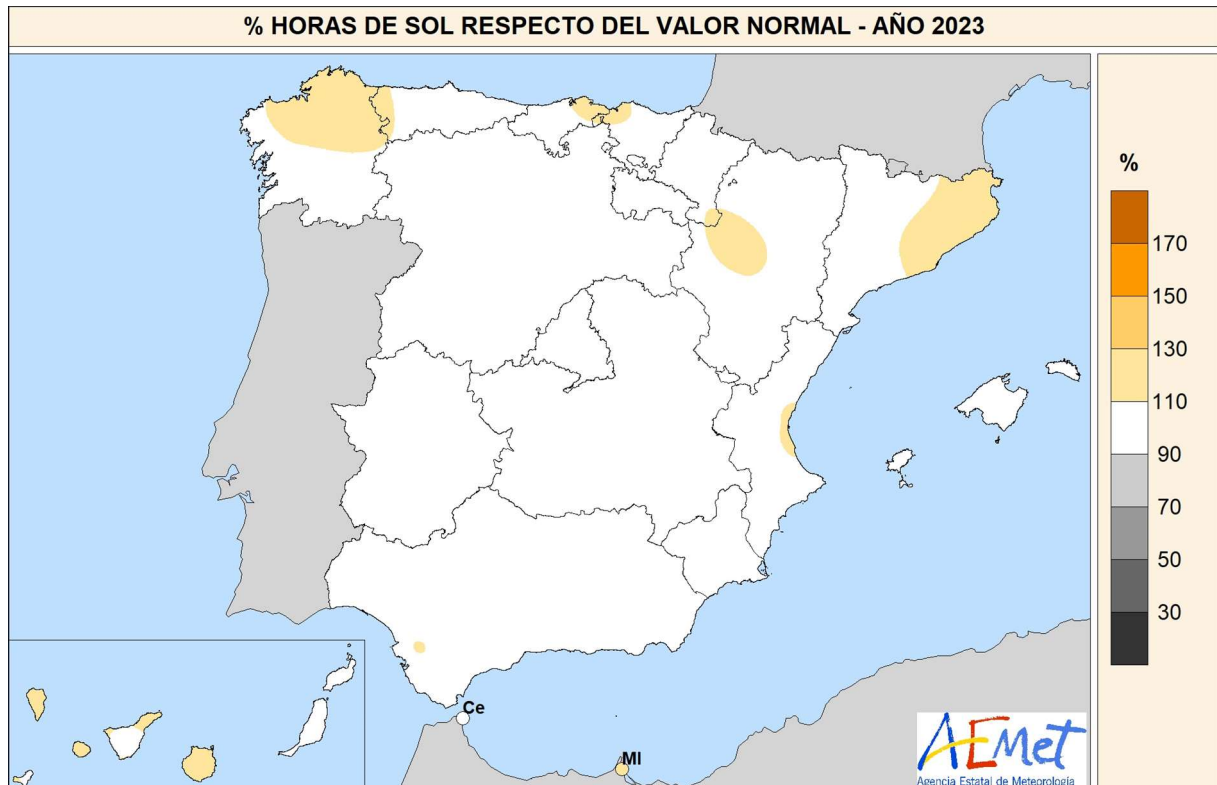 % HORAS DE SOL RESPECTO DEL VALOR NORMAL - AÑO 2023
%
170
150
130
110
90
70
50
30
Ce
Ml
AEMet
Agencia Estatal de Meteorología